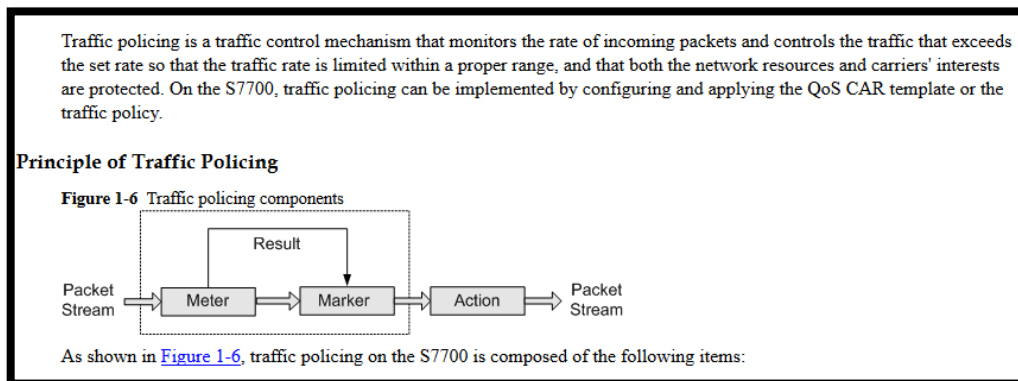 Traffic policing is a traffic control mechanism that monitors the rate of incoming packets and controls the traffic that exceeds
the set rate so that the traffic rate is limited within a proper range, and that both the network resources and carriers' interests
are protected. On the S7700, traffic policing can be implemented by configuring and applying the QoS CAR template or the
traffic policy.
Principle of Traffic Policing
Figure 1-6 Traffic policing components
Result
Packet
Stream
Meter
Marker
Action
Packet
Stream
As shown in Figure 1-6, traffic policing on the S7700 is composed of the following items: